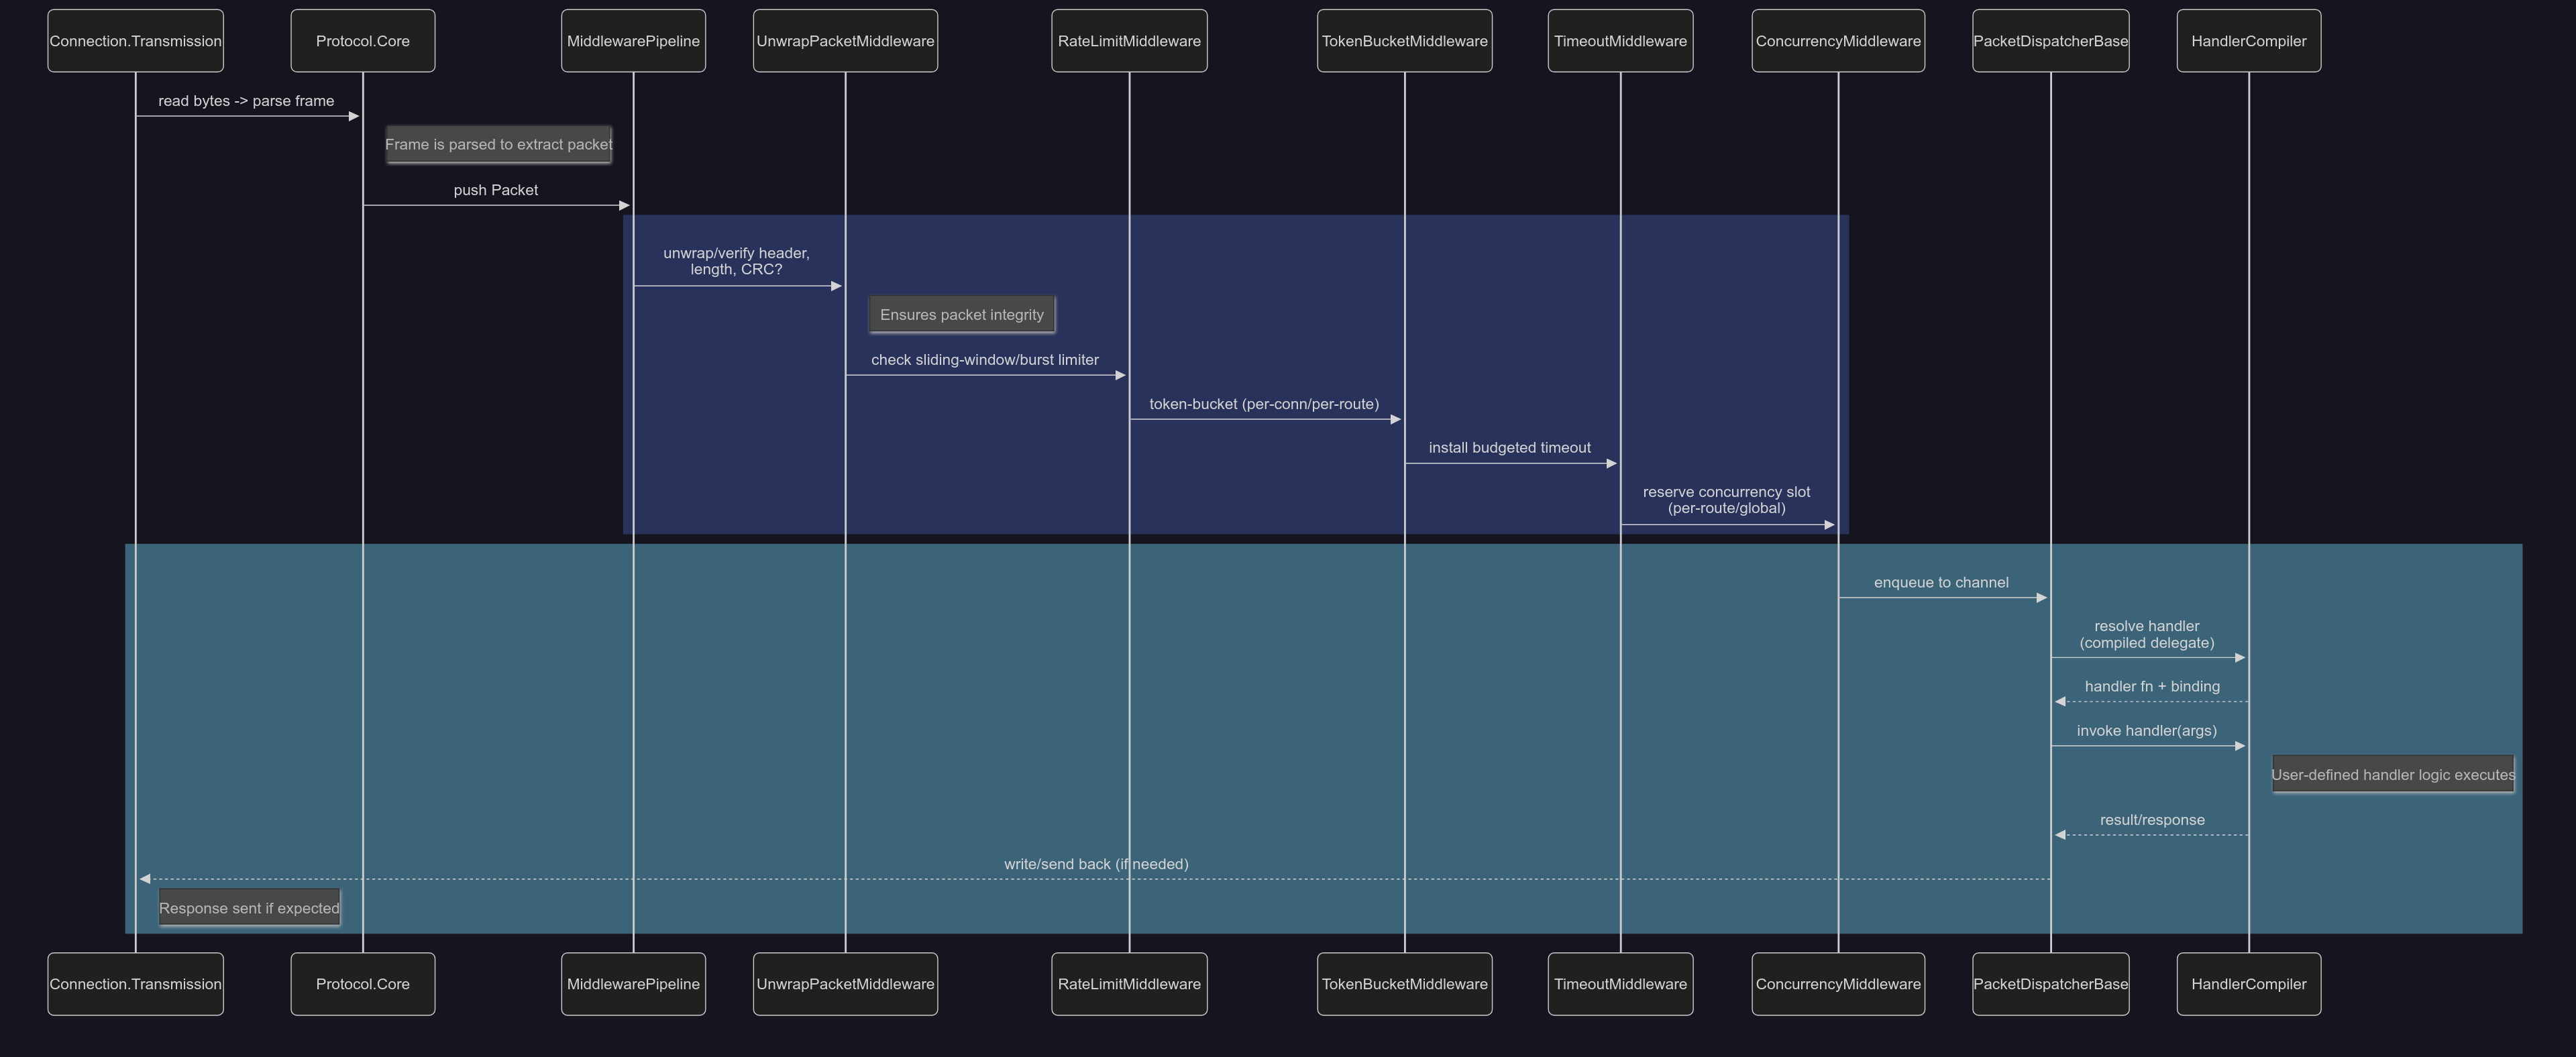 Connection.Transmission
Protocol.Core
MiddlewarePipeline
UnwrapPacketMiddleware
RateLimitMiddleware
TokenBucketMiddleware
TimeoutMiddleware
ConcurrencyMiddleware
PacketDispatcherBase
HandlerCompiler
read bytes -> parse frame
Frame is parsed to extract packet
push Packet
unwrap/verify header,
length, CRC?
Ensures packet integrity
check sliding-window/burst limiter
token-bucket (per-conn/per-route)
install budgeted timeout
reserve concurrency slot
(per-route/global)
enqueue to channel
resolve handler
(compiled delegate)
handler fn + binding
invoke handler(args)
User-defined handler logic executes
result/response
write/send back (if needed)
Response sent if expected
Connection.Transmission
Protocol.Core
MiddlewarePipeline
UnwrapPacketMiddleware
RateLimitMiddleware
TokenBucketMiddleware
TimeoutMiddleware
ConcurrencyMiddleware
PacketDispatcherBase
HandlerCompiler